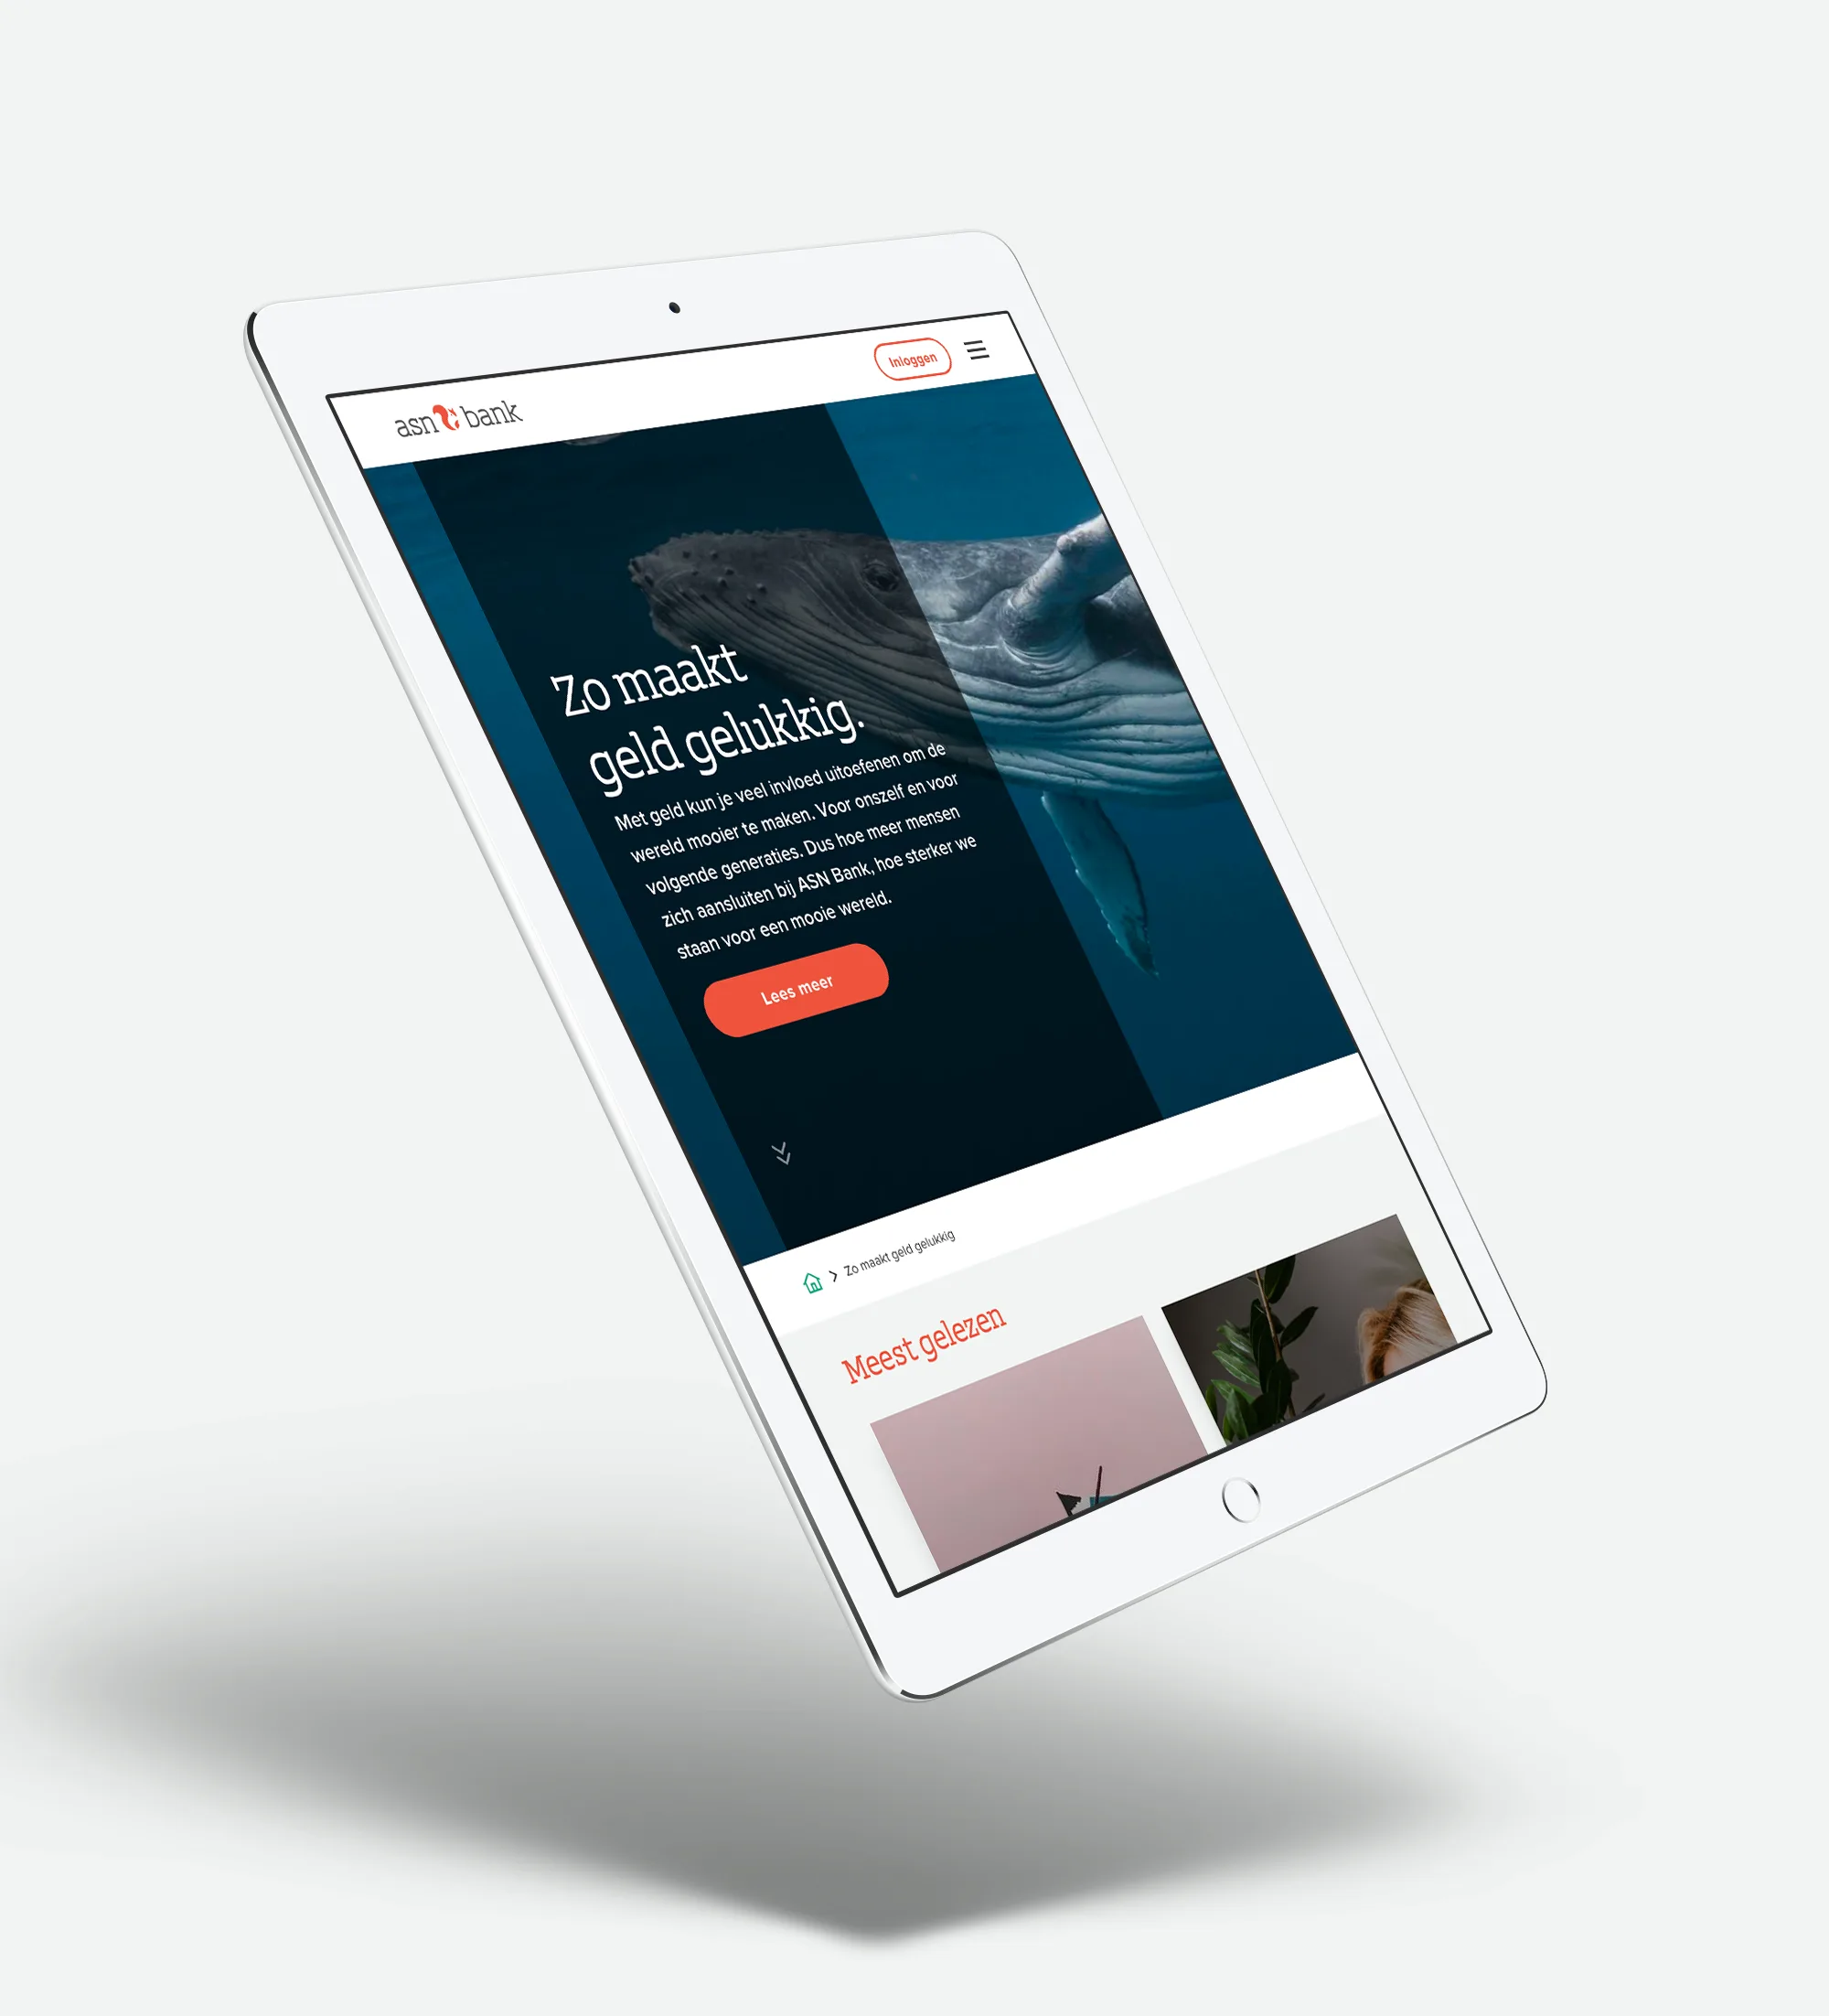 asn bank
Inloggen
Zo maakt
geld gelukkig.
Met geld kun je veel invloed uitoefenen om de
wereld mooier te maken. Voor onszelf en voor
volgende generaties. Dus hoe meer mensen
zich aansluiten bij ASN Bank, hoe sterker we
staan voor een mooie wereld.
Lees meer
Zo maakt geld gelukkig
Meest gelezen